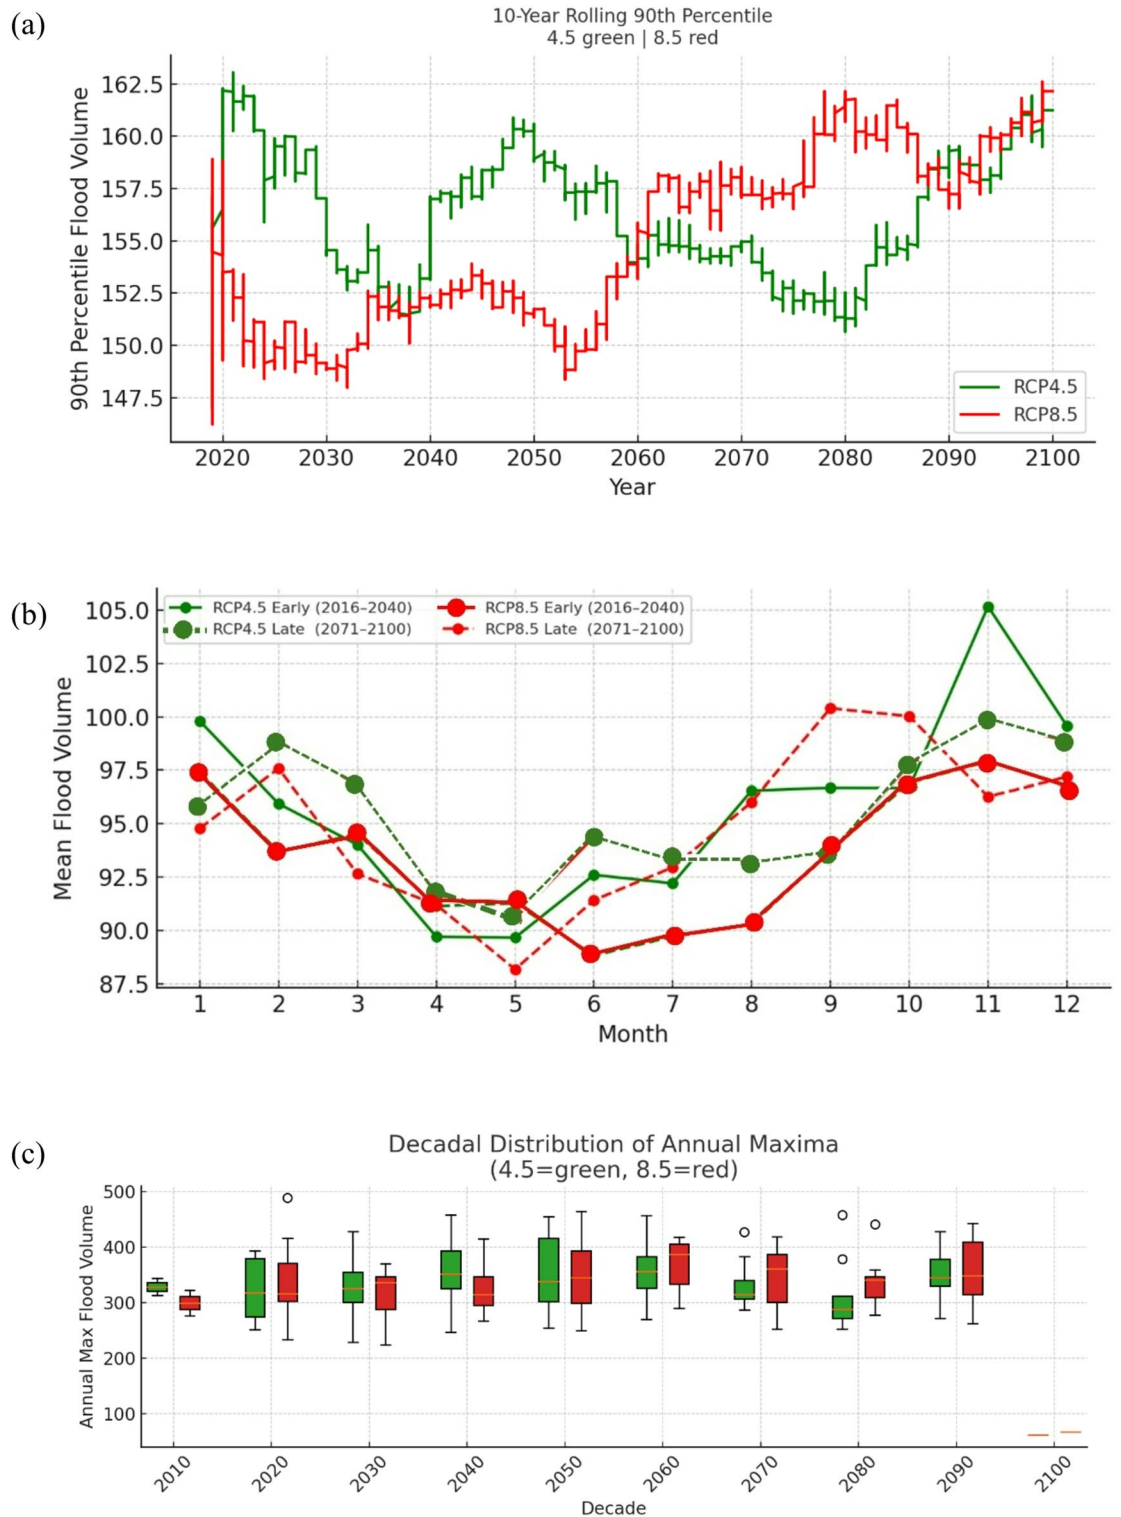 (a)
10-Year Rolling 90th Percentile
4.5 green | 8.5 red
90th Percentile Flood Volume
162.5
160.0
157.5
155.0
152.5
150.0
147.5
RCP4.5
RCP8.5
2020 2030 2040 2050 2060 2070 2080 2090 2100
Year
(b)
Mean Flood Volume
105.0
102.5
100.0
97.5
95.0
92.5
90.0
87.5
RCP4.5 Early (2016–2040) RCP8.5 Early (2016–2040)
RCP4.5 Late (2071–2100) RCP8.5 Late (2071–2100)
1 2 3 4 5 6 7 8 9 10 11 12
Month
(c)
Decadal Distribution of Annual Maxima
(4.5=green, 8.5=red)
Annual Max Flood Volume
500
400
300
200
100
2010 2020 2030 2040 2050 2060 2070 2080 2090 2100
Decade